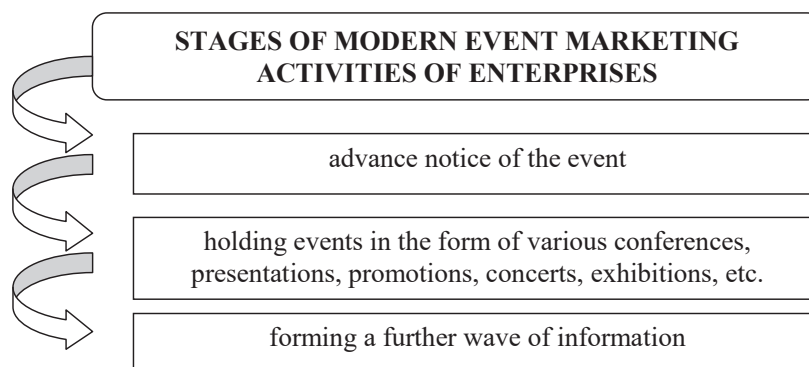 STAGES OF MODERN EVENT MARKETING
ACTIVITIES OF ENTERPRISES
advance notice of the event
holding events in the form of various conferences,
presentations, promotions, concerts, exhibitions, etc.
forming a further wave of information